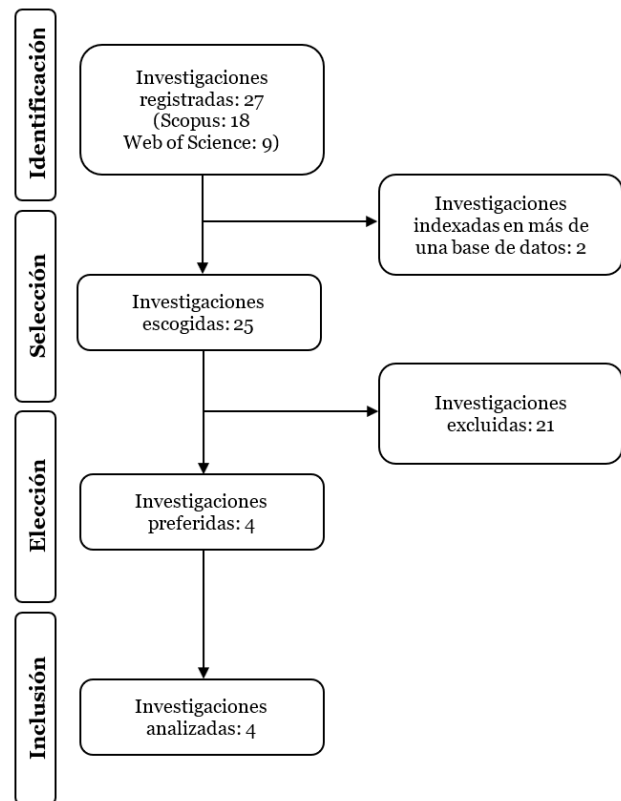 Identificación
Investigaciones
registradas: 27
(Scopus: 18
Web of Science: 9)
Investigaciones
indexadas en más de
una base de datos: 2
Selección
Investigaciones
escogidas: 25
Investigaciones
excluidas: 21
Elección
Investigaciones
preferidas: 4
Inclusión
Investigaciones
analizadas: 4